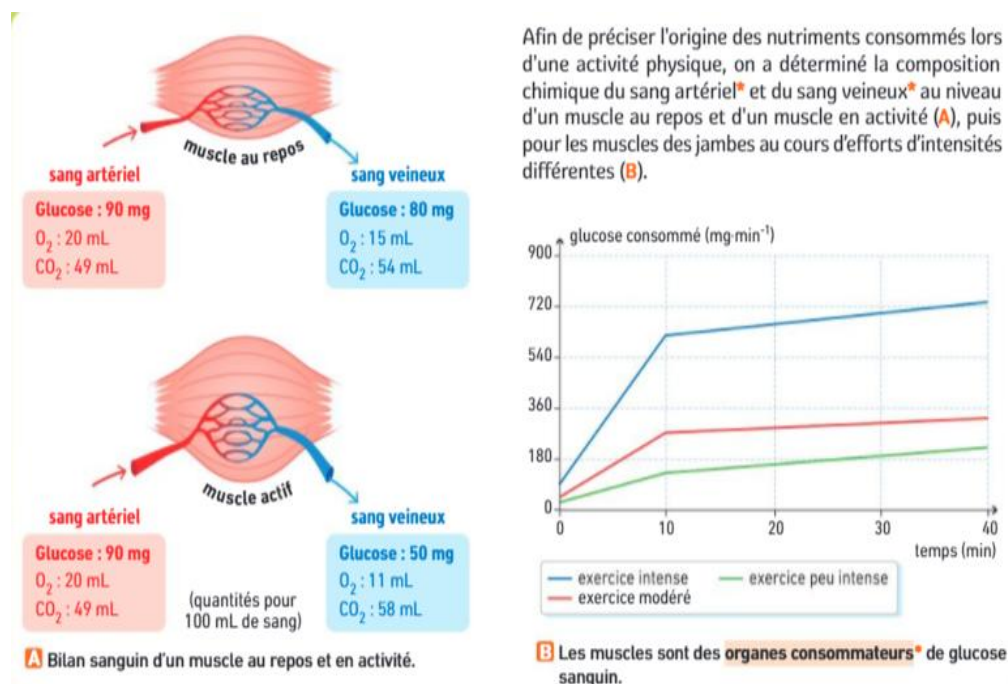 muscle au repos
sang artériel
Glucose : 90 mg
O₂ : 20 mL
CO₂ : 49 mL
sang veineux
Glucose : 80 mg
O₂ : 15 mL
CO₂ : 54 mL
muscle actif
sang artériel
Glucose : 90 mg
O₂ : 20 mL
CO₂ : 49 mL
(quantités pour
100 mL de sang)
sang veineux
Glucose : 50 mg
O₂ : 11 mL
CO₂ : 58 mL
A Bilan sanguin d'un muscle au repos et en activité.
Afin de préciser l'origine des nutriments consommés lors
d'une activité physique, on a déterminé la composition
chimique du sang artériel* et du sang veineux* au niveau
d'un muscle au repos et d'un muscle en activité (A), puis
pour les muscles des jambes au cours d'efforts d'intensités
différentes (B).
glucose consommé (mg·min⁻¹)
900
720
540
360
180
0
0 10 20 30 40
temps (min)
exercice intense
exercice peu intense
exercice modéré
B Les muscles sont des organes consommateurs* de glucose
sanguin.